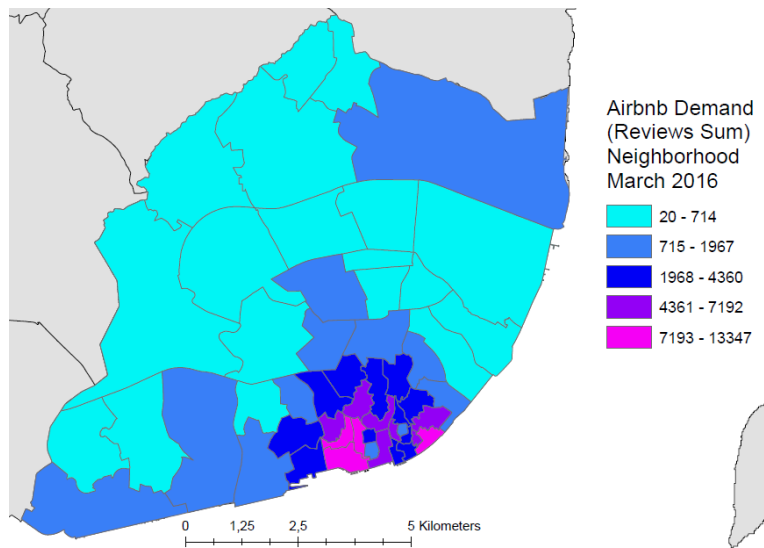 Airbnb Demand
(Reviews Sum)
Neighborhood
March 2016
20 - 714
715 - 1967
1968 - 4360
4361 - 7192
7193 - 13347
0 1,25 2,5 5 Kilometers